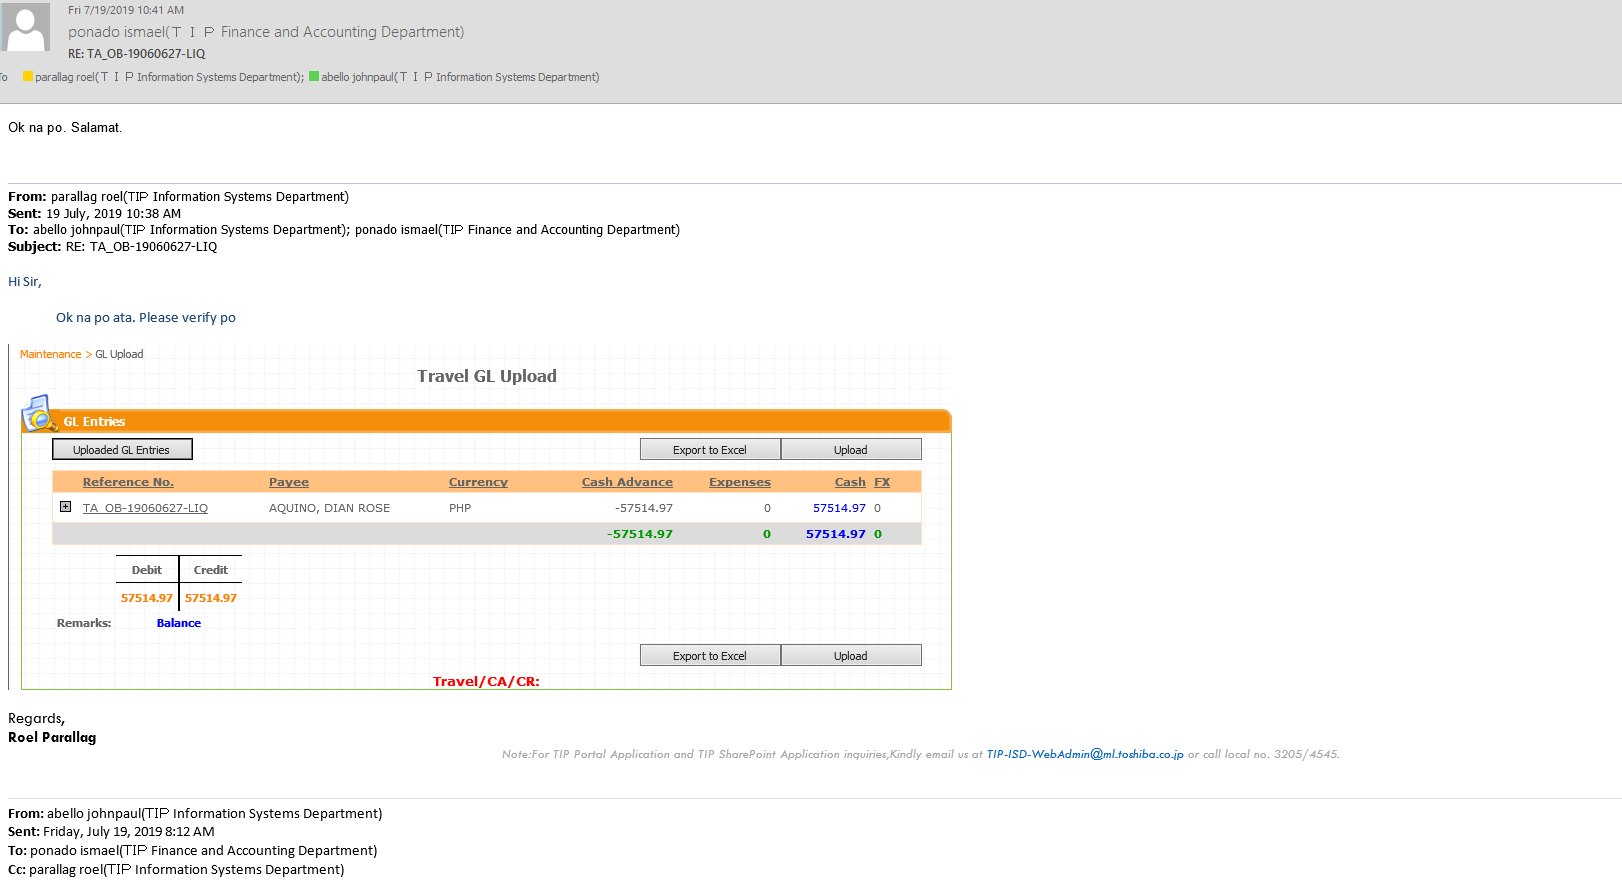 Fri 7/19/2019 10:41 AM
ponado ismael(ＴＩＰ Finance and Accounting Department)
RE: TA_OB-19060627-LIQ
To parallag roel(ＴＩＰ Information Systems Department); abello johnpaul(ＴＩＰ Information Systems Department)
Ok na po. Salamat.
From: parallag roel(TIP Information Systems Department)
Sent: 19 July, 2019 10:38 AM
To: abello johnpaul(TIP Information Systems Department); ponado ismael(TIP Finance and Accounting Department)
Subject: RE: TA_OB-19060627-LIQ
Hi Sir,
Ok na po ata. Please verify po
Maintenance > GL Upload
Travel GL Upload
GL Entries
Uploaded GL Entries Export to Excel Upload
Reference No. Payee Currency Cash Advance Expenses Cash FX
TA_OB-19060627-LIQ AQUINO, DIAN ROSE PHP -57514.97 0 57514.97 0
-57514.97 0 57514.97 0
Debit Credit
57514.97 57514.97
Remarks: Balance
Export to Excel Upload
Travel/CA/CR:
Regards,
Roel Parallag
Note:For TIP Portal Application and TIP SharePoint Application inquiries,Kindly email us at TIP-ISD-WebAdmin@ml.toshiba.co.jp or call local no. 3205/4545.
From: abello johnpaul(TIP Information Systems Department)
Sent: Friday, July 19, 2019 8:12 AM
To: ponado ismael(TIP Finance and Accounting Department)
Cc: parallag roel(TIP Information Systems Department)